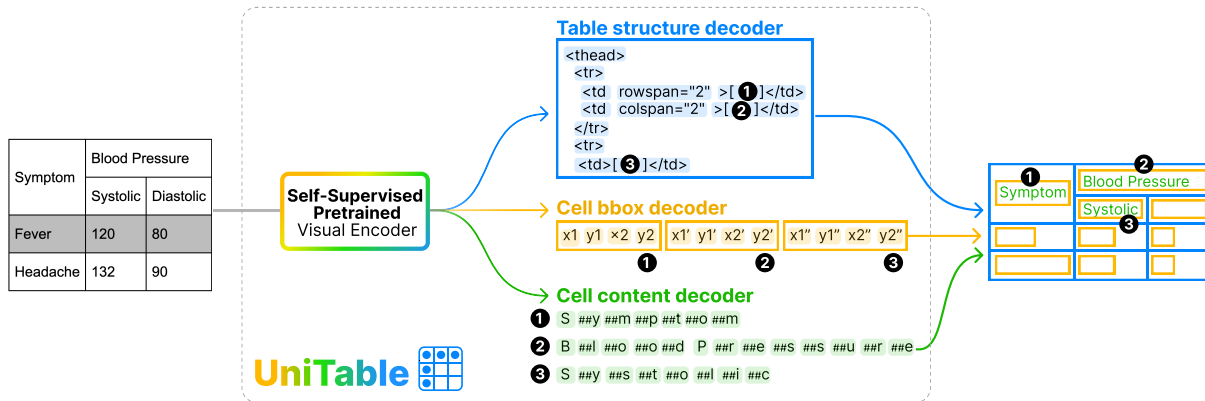 Symptom
Blood Pressure
Systolic
Diastolic
Fever
120
80
Headache
132
90
Self-Supervised
Pretrained
Visual Encoder
Table structure decoder
<thead>
<tr>
<td rowspan="2" >[ 1 ]</td>
<td colspan="2" >[ 2 ]</td>
</tr>
<tr>
<td>[ 3 ]</td>
Cell bbox decoder
x1 y1 ×2 y2 x1' y1' x2' y2' x1" y1" x2" y2"
1 2 3
Cell content decoder
1 S ##y ##m ##p ##t ##o ##m
2 B ##l ##o ##o ##d P ##r ##e ##s ##s ##u ##r ##e
3 S ##y ##s ##t ##o ##l ##i ##c
UniTable
1
Symptom
2
Blood Pressure
Systolic
3